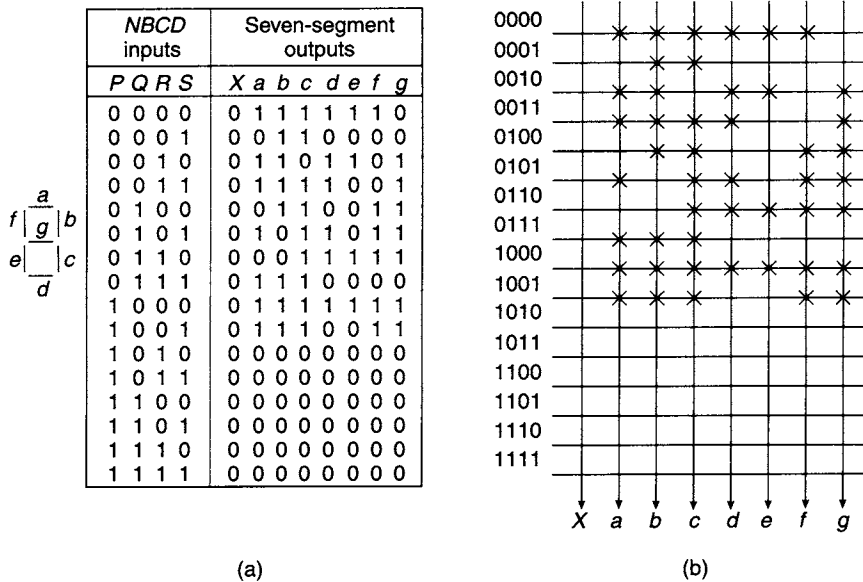 NBCD inputs
Seven-segment outputs
P Q R S X a b c d e f g
0 0 0 0 0 1 1 1 1 1 1 0
0 0 0 1 0 0 1 1 0 0 0 0
0 0 1 0 0 1 1 0 1 1 0 1
0 0 1 1 0 1 1 1 1 0 0 1
0 1 0 0 0 0 1 1 0 0 1 1
0 1 0 1 0 1 0 1 1 0 1 1
0 1 1 0 0 0 0 1 1 1 1 1
0 1 1 1 0 1 1 1 0 0 0 0
1 0 0 0 0 1 1 1 1 1 1 1
1 0 0 1 0 1 1 1 0 0 1 1
1 0 1 0 0 0 0 0 0 0 0 0
1 0 1 1 0 0 0 0 0 0 0 0
1 1 0 0 0 0 0 0 0 0 0 0
1 1 0 1 0 0 0 0 0 0 0 0
1 1 1 0 0 0 0 0 0 0 0 0
1 1 1 1 0 0 0 0 0 0 0 0
a
f g b
e c
d
(a)
0000
0001
0010
0011
0100
0101
0110
0111
1000
1001
1010
1011
1100
1101
1110
1111
X a b c d e f g
(b)